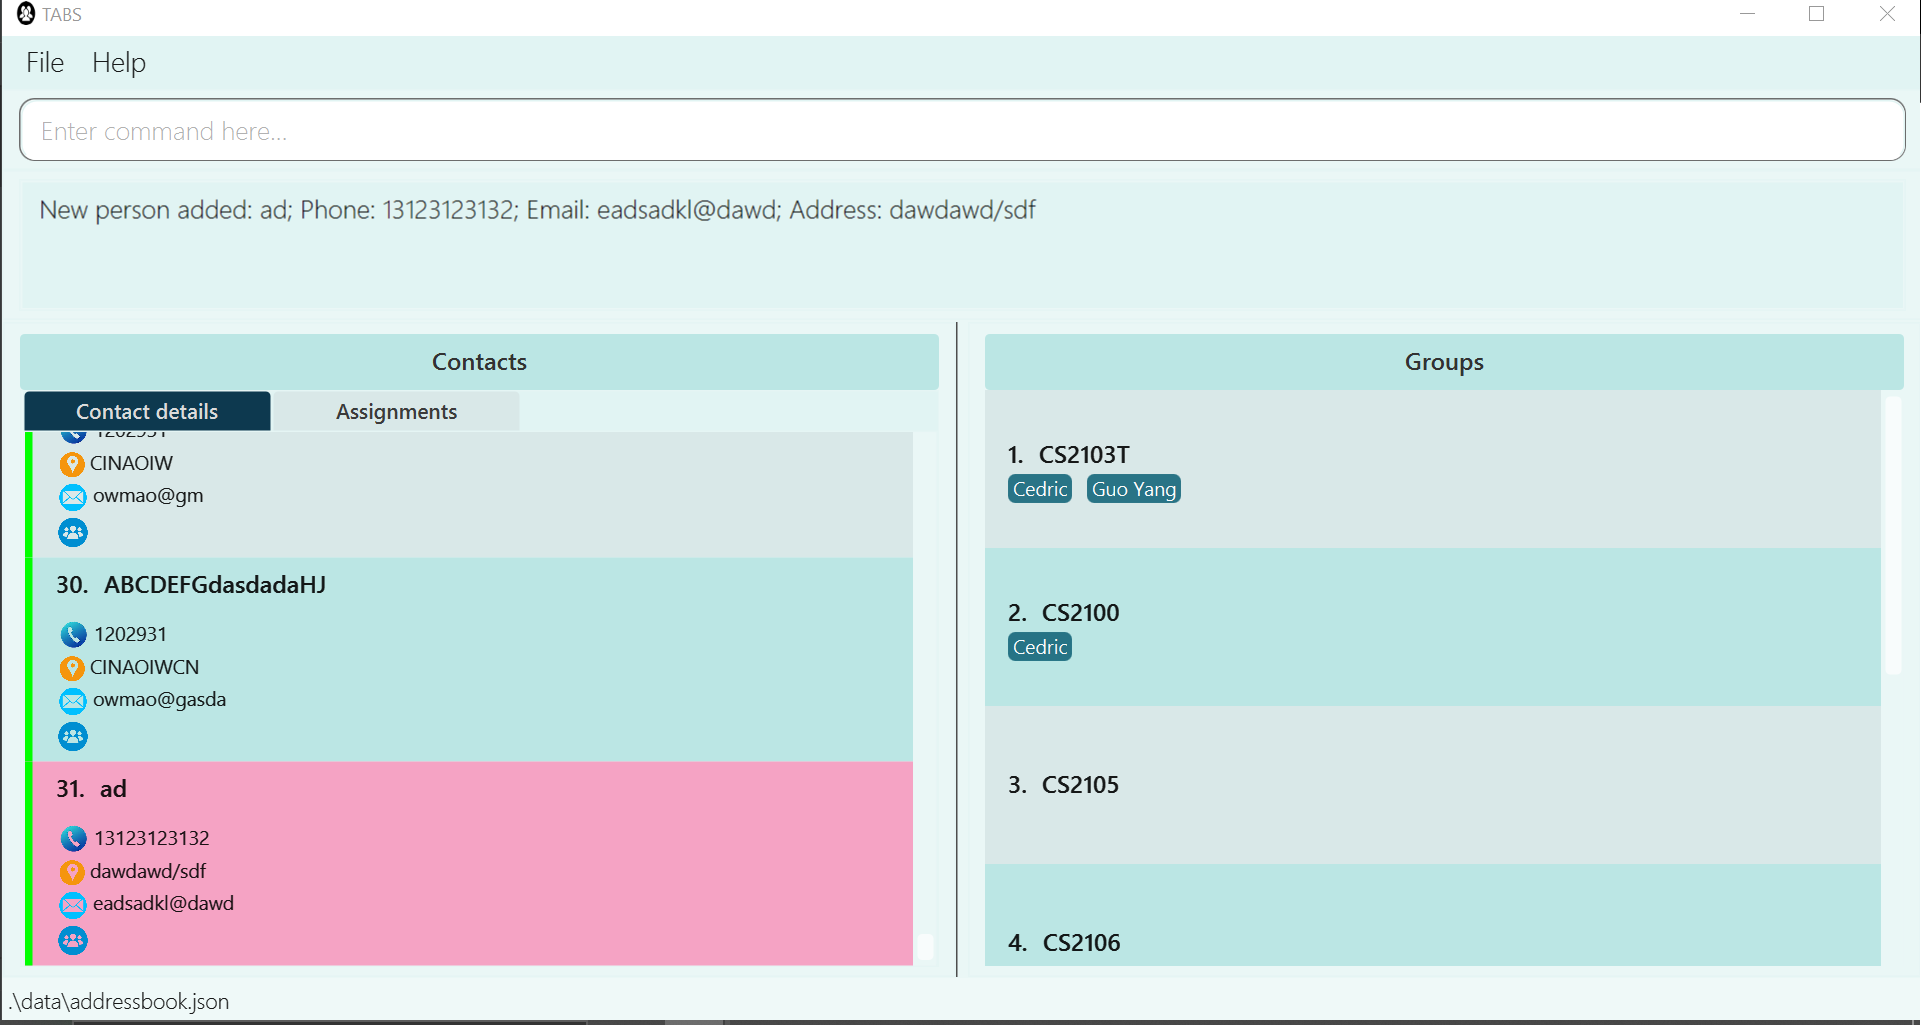 TABS
File Help
Enter command here...
New person added: ad; Phone: 13123123132; Email: eadsadkl@dawd; Address: dawdawd/sdf
Contacts
Contact details Assignments
1202931
CINAOIW
owmao@gm
30. ABCDEFGdasdadaHJ
1202931
CINAOIWCN
owmao@gasda
31. ad
13123123132
dawdawd/sdf
eadsadkl@dawd
Groups
1. CS2103T
Cedric Guo Yang
2. CS2100
Cedric
3. CS2105
4. CS2106
.\data\addressbook.json